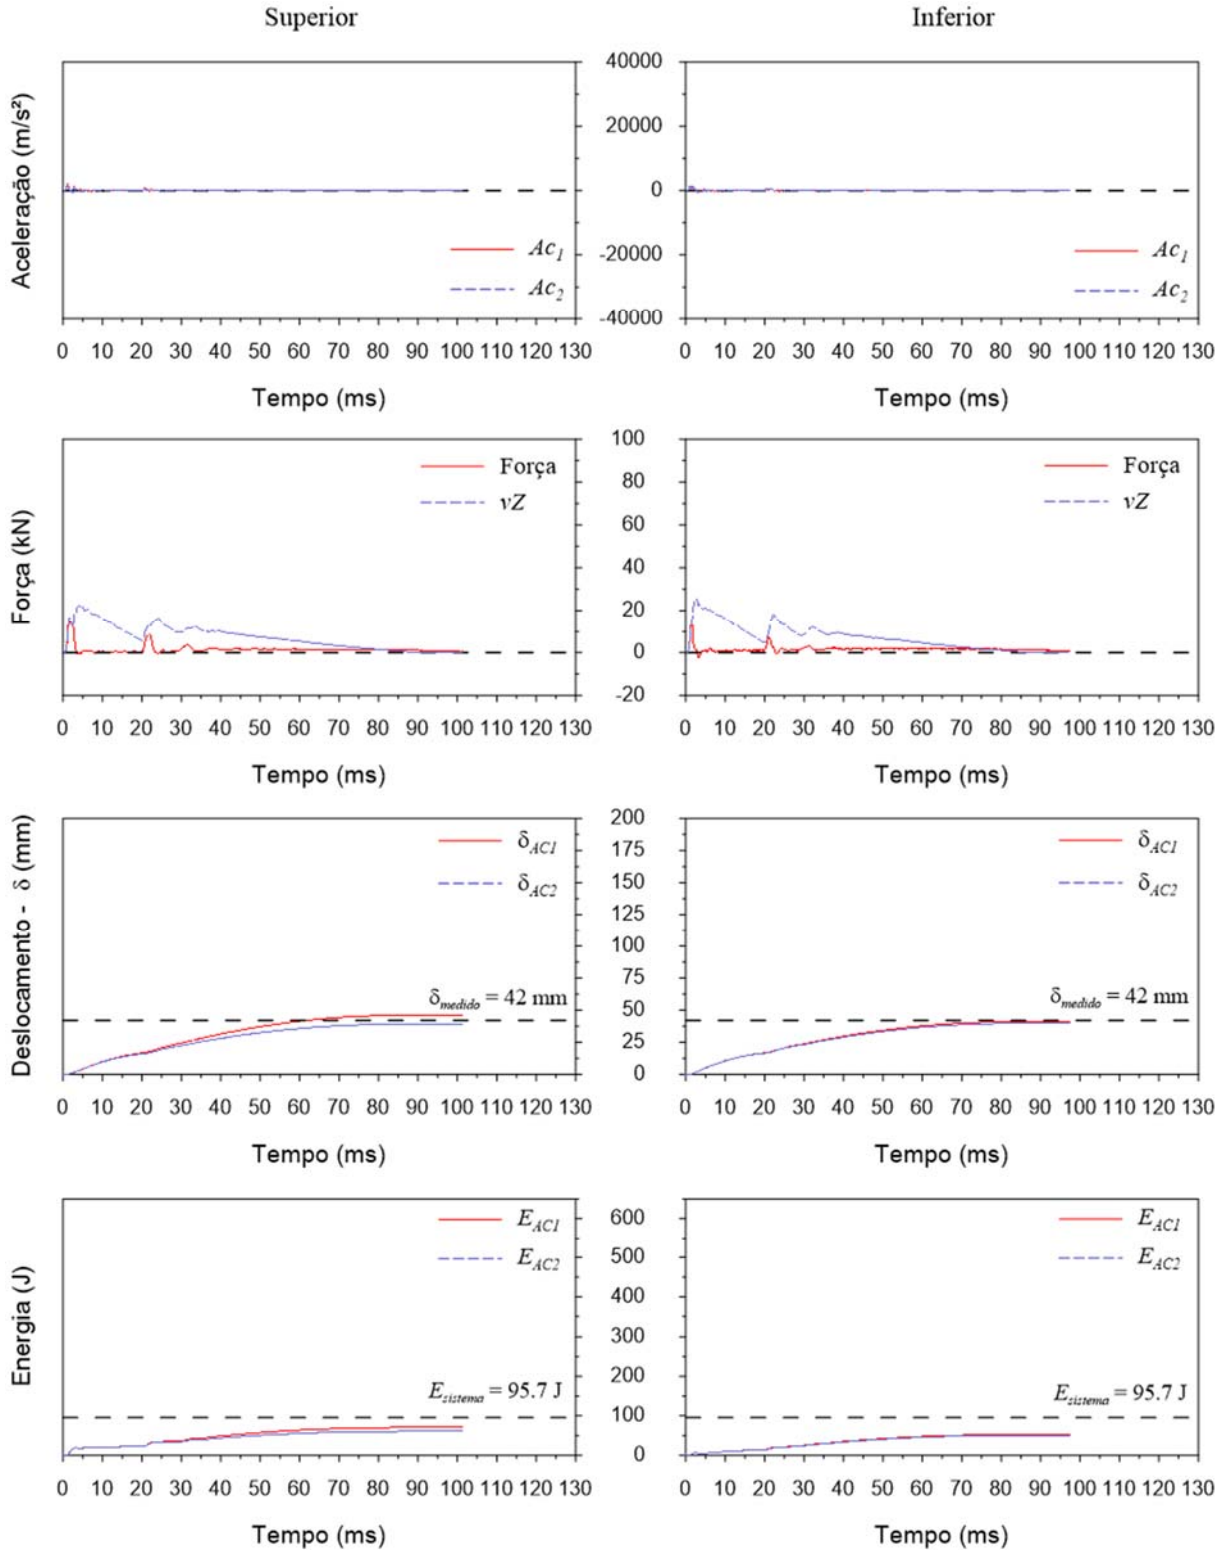 Superior
Inferior
Aceleração (m/s²)
40000
20000
0
-20000
-40000
Ac1
Ac2
Ac1
Ac2
0 10 20 30 40 50 60 70 80 90 100 110 120 130
0 10 20 30 40 50 60 70 80 90 100 110 120 130
Tempo (ms)
Tempo (ms)
Força (kN)
100
80
60
40
20
0
-20
Força
vZ
Força
vZ
0 10 20 30 40 50 60 70 80 90 100 110 120 130
0 10 20 30 40 50 60 70 80 90 100 110 120 130
Tempo (ms)
Tempo (ms)
Deslocamento - δ (mm)
200
175
150
125
100
75
50
25
0
δAC1
δAC2
δmedido = 42 mm
δAC1
δAC2
δmedido = 42 mm
0 10 20 30 40 50 60 70 80 90 100 110 120 130
0 10 20 30 40 50 60 70 80 90 100 110 120 130
Tempo (ms)
Tempo (ms)
Energia (J)
600
500
400
300
200
100
0
EAC1
EAC2
Esistema = 95.7 J
EAC1
EAC2
Esistema = 95.7 J
0 10 20 30 40 50 60 70 80 90 100 110 120 130
0 10 20 30 40 50 60 70 80 90 100 110 120 130
Tempo (ms)
Tempo (ms)